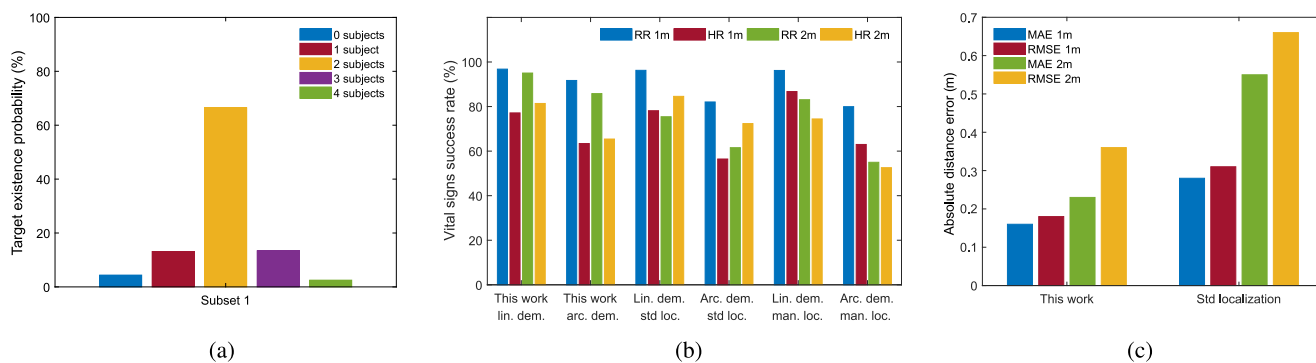 Target existence probability (%)
100
80
60
40
20
0
0 subjects
1 subject
2 subjects
3 subjects
4 subjects
Subset 1
(a)
Vital signs success rate (%)
100
80
60
40
20
0
RR 1m HR 1m RR 2m HR 2m
This work This work Lin. dem. Arc. dem. Lin. dem. Arc. dem.
lin. dem. arc. dem. std loc. std loc. man. loc. man. loc.
(b)
Absolute distance error (m)
0.7
0.6
0.5
0.4
0.3
0.2
0.1
0
MAE 1m
RMSE 1m
MAE 2m
RMSE 2m
This work Std localization
(c)